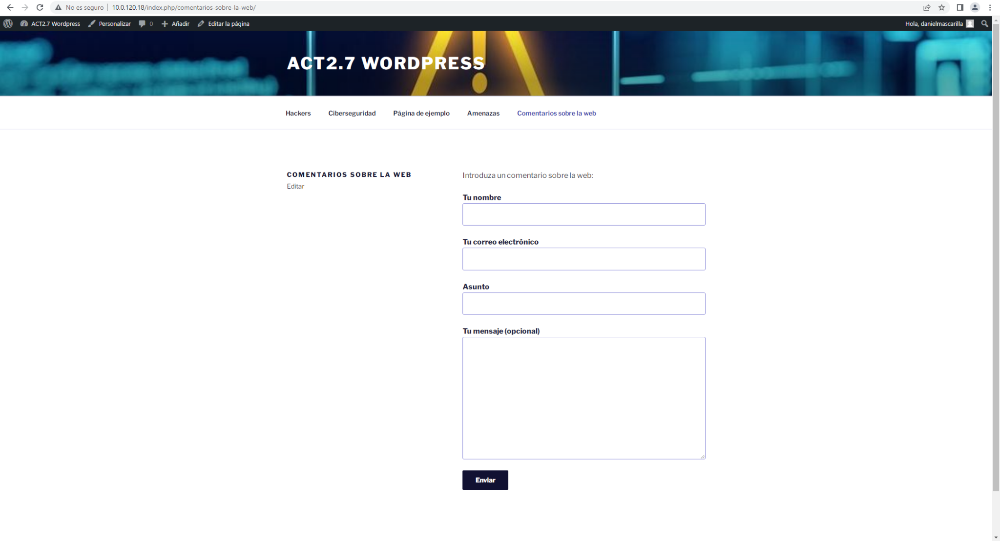 No es seguro 10.0.120.18/index.php/comentarios-sobre-la-web/
ACT2.7 Wordpress Personalizar 0 Añadir Editar la página Hola, danielmascarilla
ACT2.7 WORDPRESS
Hackers Ciberseguridad Página de ejemplo Amenazas Comentarios sobre la web
COMENTARIOS SOBRE LA WEB
Editar
Introduza un comentario sobre la web:
Tu nombre
Tu correo electrónico
Asunto
Tu mensaje (opcional)
Enviar